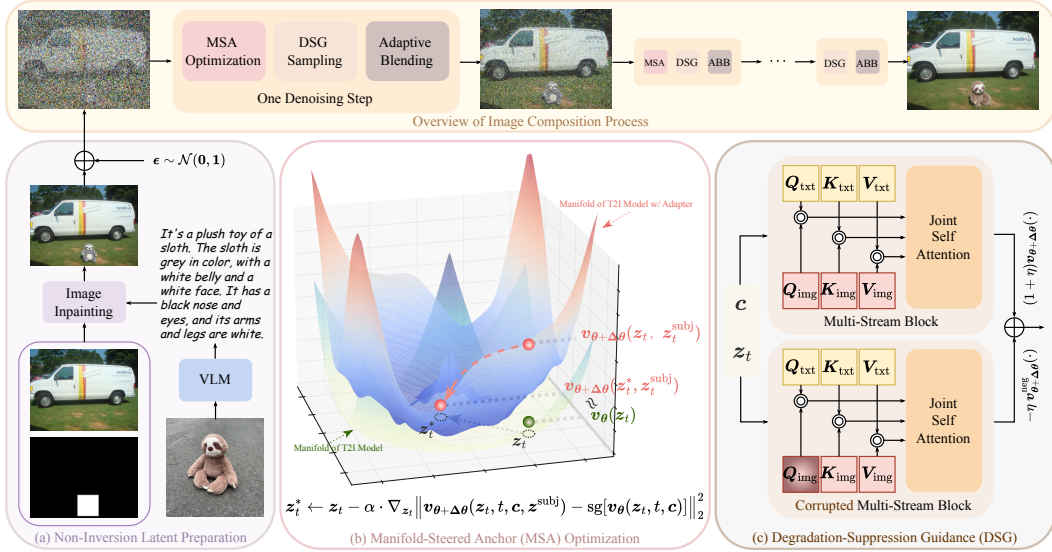 MSA
Optimization
DSG
Sampling
Adaptive
Blending
One Denoising Step
MSA
DSG
ABB
...
DSG
ABB
Overview of Image Composition Process
ϵ ∼ 𝒩(0, 1)
It's a plush toy of a
sloth. The sloth is
grey in color, with a
white belly and a
white face. It has a
black nose and
eyes, and its arms
and legs are white.
Image
Inpainting
VLM
(a) Non-Inversion Latent Preparation
Manifold of T2I Model w/ Adapter
v_{θ+Δθ}(z_t, z_t^{subj})
v_{θ+Δθ}(z_t^*, z_t^{subj})
≈
v_θ(z_t)
z_t^*
z_t
Manifold of T2I Model
z_t^* ← z_t − α · ∇_{z_t} ‖v_{θ+Δθ}(z_t, t, c, z^{subj}) − sg[v_θ(z_t, t, c)]‖_2^2
(b) Manifold-Steered Anchor (MSA) Optimization
c
z_t
Q_txt K_txt V_txt
Joint
Self
Attention
Q_img K_img V_img
Multi-Stream Block
Q_txt K_txt V_txt
Joint
Self
Attention
Q_img K_img V_img
Corrupted Multi-Stream Block
(1 + η) v_{θ+Δθ}(·)
− η v_{θ+Δθ}^{neg}(·)
(c) Degradation-Suppression Guidance (DSG)